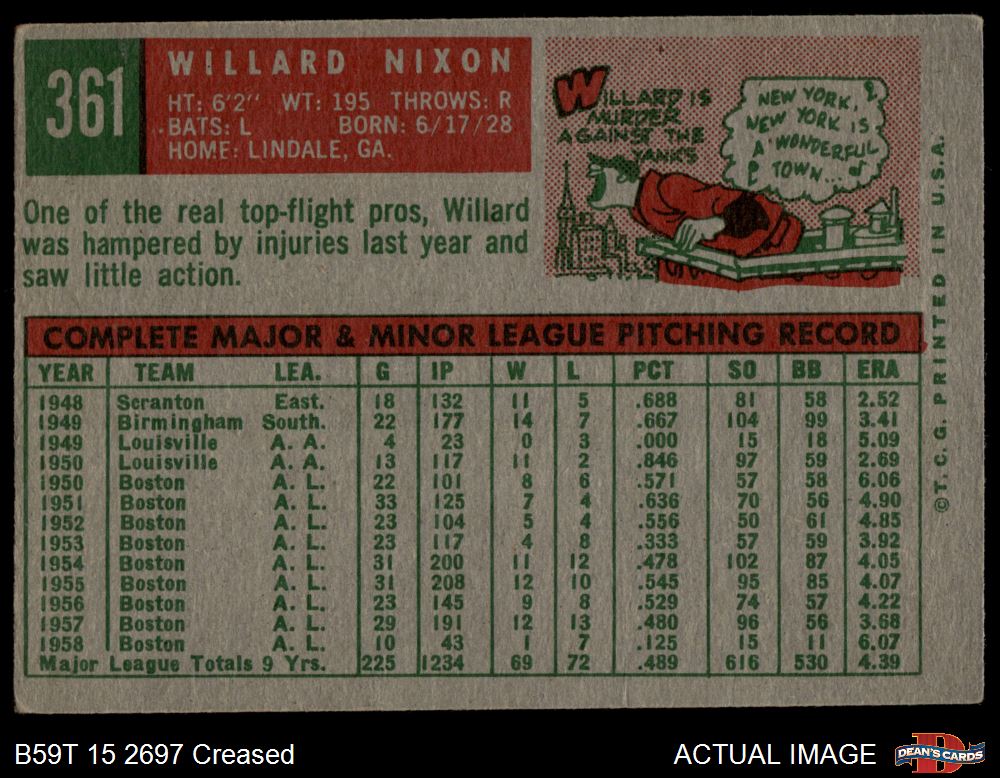 361
WILLARD NIXON
HT: 6'2" WT: 195 THROWS: R
BATS: L BORN: 6/17/28
HOME: LINDALE, GA.
One of the real top-flight pros, Willard
was hampered by injuries last year and
saw little action.
WILLARD IS
MURDER
AGAINST THE
YANKS
NEW YORK,
NEW YORK IS
A WONDERFUL
TOWN...
COMPLETE MAJOR & MINOR LEAGUE PITCHING RECORD
YEAR TEAM LEA. G IP W L PCT SO BB ERA
1948 Scranton East. 18 132 11 5 .688 81 58 2.52
1949 Birmingham South. 22 177 14 7 .667 104 99 3.41
1949 Louisville A. A. 4 23 0 3 .000 15 18 5.09
1950 Louisville A. A. 13 117 11 2 .846 97 59 2.69
1950 Boston A. L. 22 101 8 6 .571 57 58 6.06
1951 Boston A. L. 33 125 7 4 .636 70 56 4.90
1952 Boston A. L. 23 104 5 4 .556 50 61 4.85
1953 Boston A. L. 23 117 4 8 .333 57 59 3.92
1954 Boston A. L. 31 200 11 12 .478 102 87 4.05
1955 Boston A. L. 31 208 12 10 .545 95 85 4.07
1956 Boston A. L. 23 145 9 8 .529 74 57 4.22
1957 Boston A. L. 29 191 12 13 .480 96 56 3.68
1958 Boston A. L. 10 43 1 7 .125 15 11 6.07
Major League Totals 9 Yrs. 225 1234 69 72 .489 616 530 4.39
©T.C.G. PRINTED IN U.S.A.
B59T 15 2697 Creased
ACTUAL IMAGE
DEAN'S CARDS